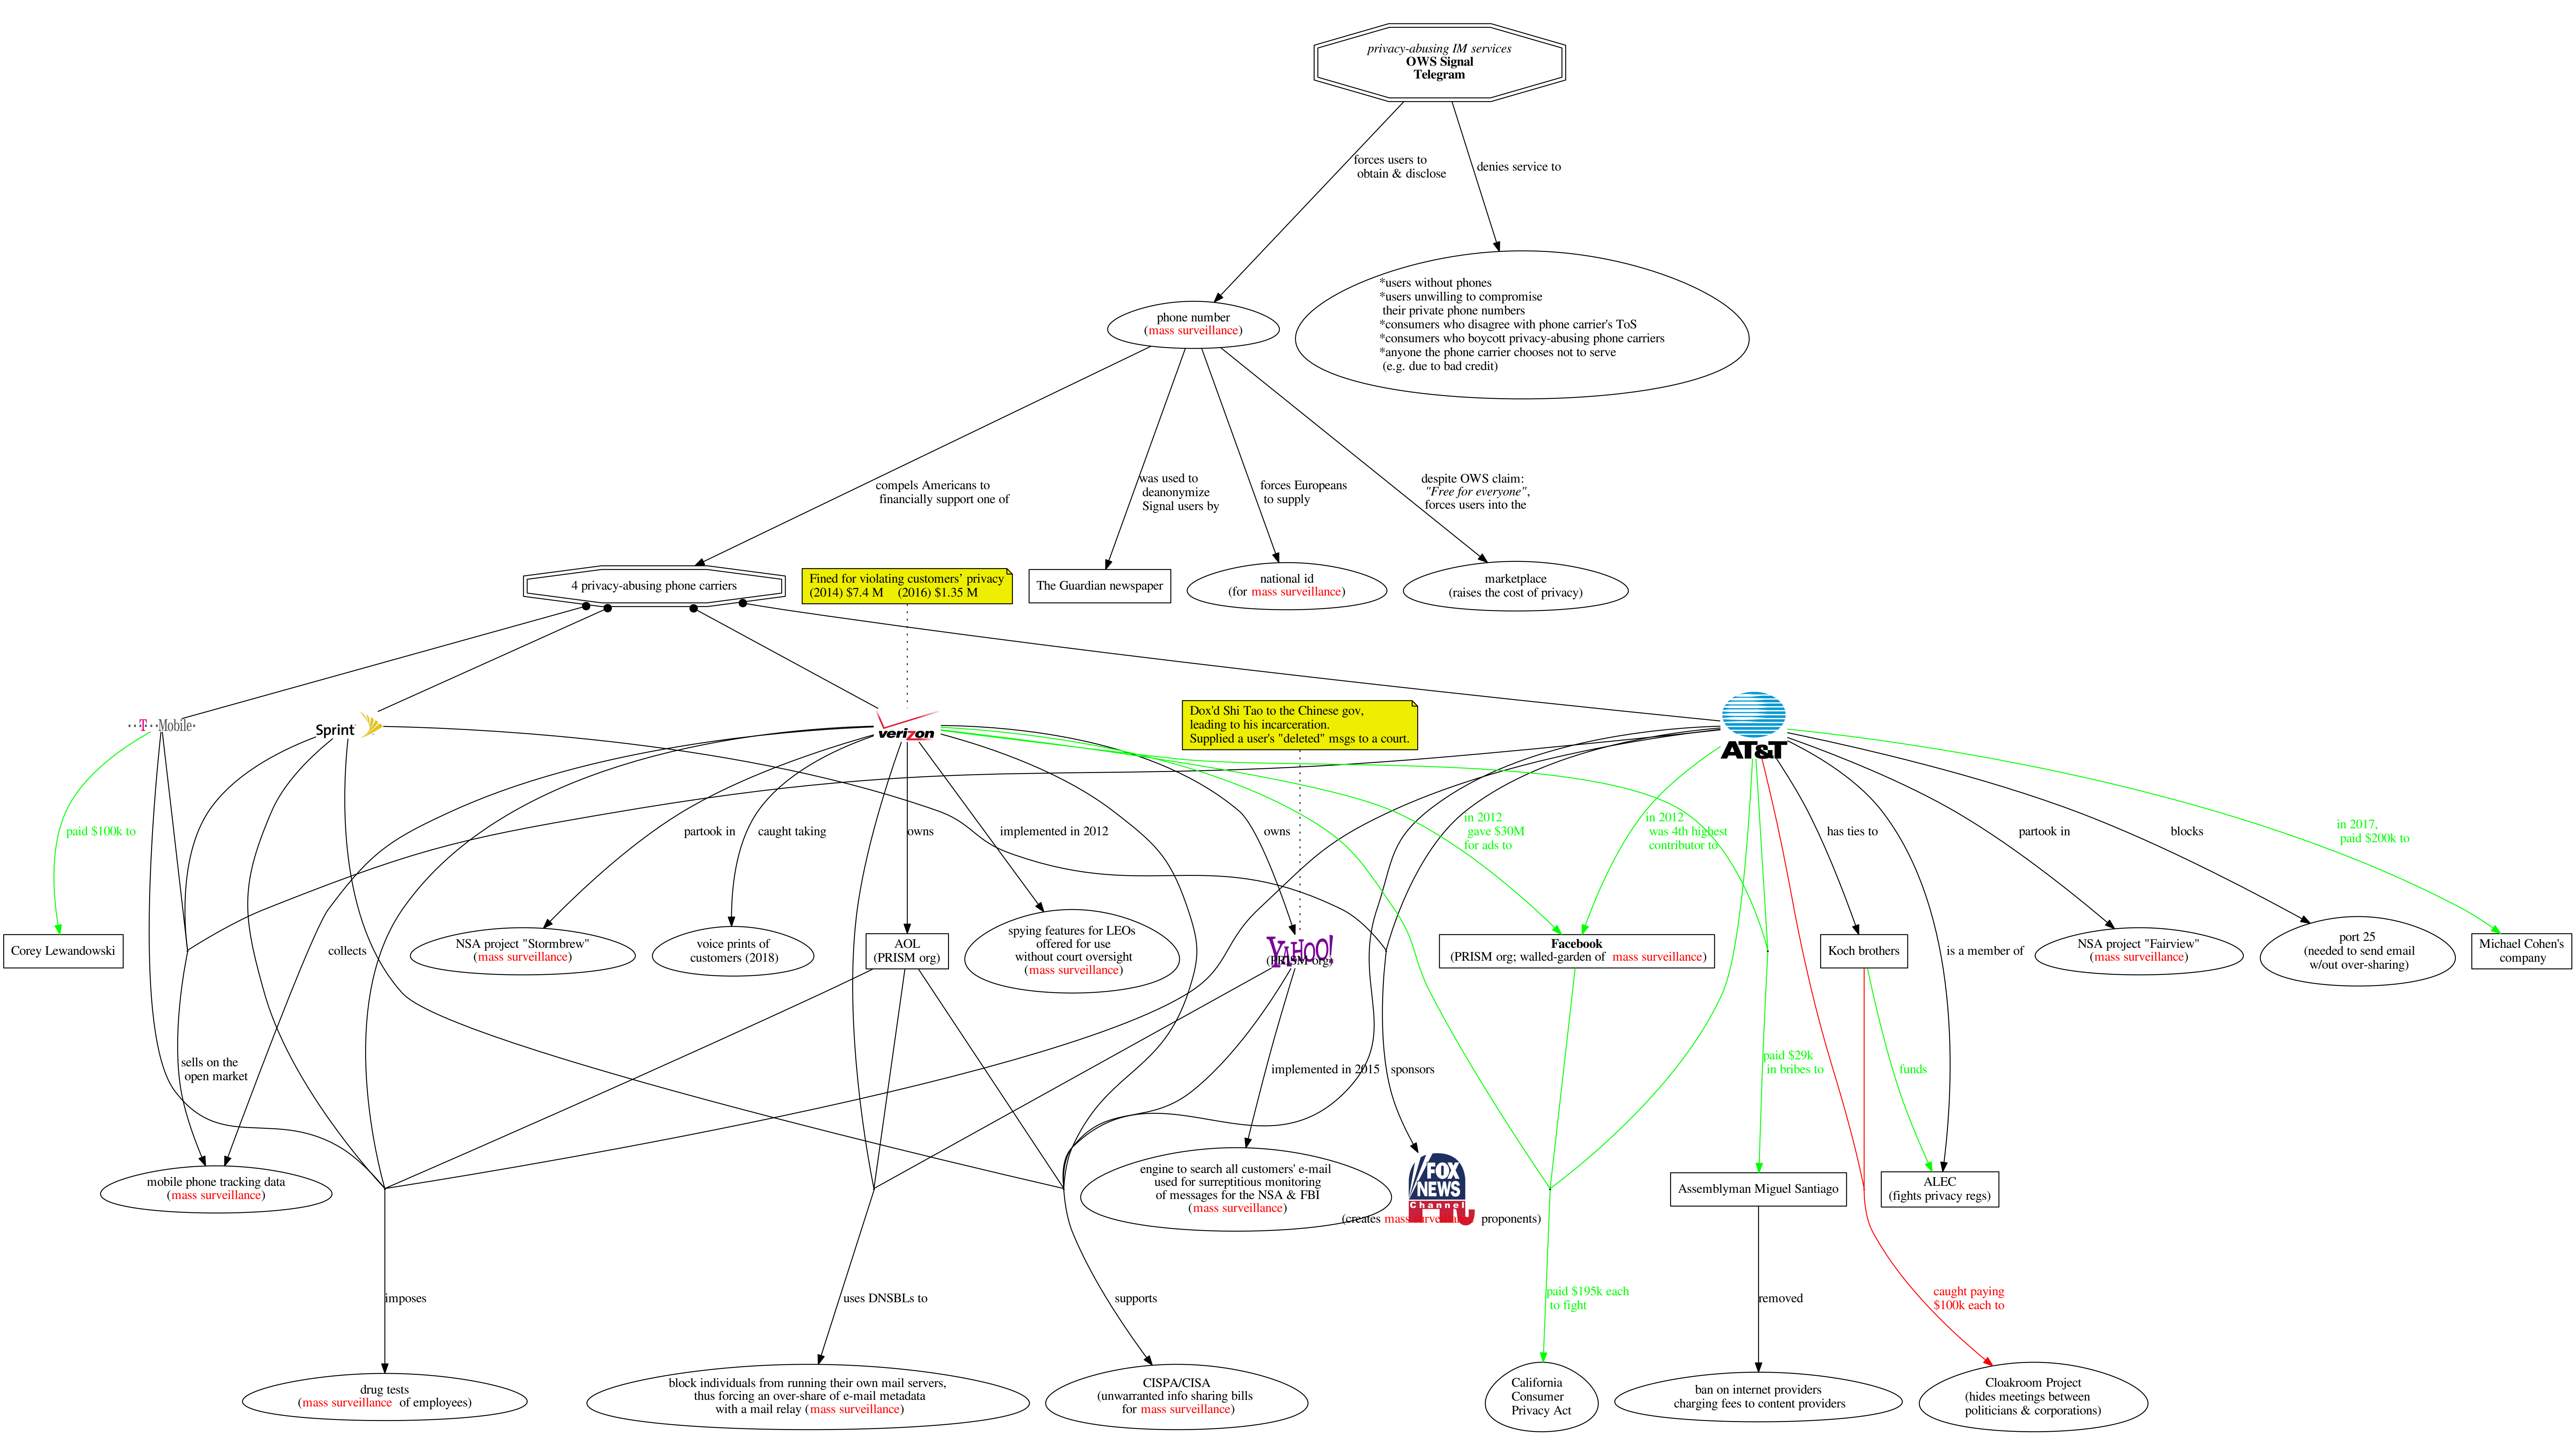 privacy-abusing IM services
OWS Signal
Telegram
forces users to
obtain & disclose
denies service to
phone number
(mass surveillance)
*users without phones
*users unwilling to compromise
their private phone numbers
*consumers who disagree with phone carrier's ToS
*consumers who boycott privacy-abusing phone carriers
*anyone the phone carrier chooses not to serve
(e.g. due to bad credit)
compels Americans to
financially support one of
was used to
deanonymize
Signal users by
forces Europeans
to supply
despite OWS claim:
"Free for everyone",
forces users into the
4 privacy-abusing phone carriers
Fined for violating customers’ privacy
(2014) $7.4 M (2016) $1.35 M
The Guardian newspaper
national id
(for mass surveillance)
marketplace
(raises the cost of privacy)
T Mobile
Sprint
verizon
Dox'd Shi Tao to the Chinese gov,
leading to his incarceration.
Supplied a user's "deleted" msgs to a court.
AT&T
paid $100k to
partook in
caught taking
owns
implemented in 2012
owns
in 2012
gave $30M
for ads to
in 2012
was 4th highest
contributor to
has ties to
partook in
blocks
in 2017,
paid $200k to
Corey Lewandowski
collects
NSA project "Stormbrew"
(mass surveillance)
voice prints of
customers (2018)
AOL
(PRISM org)
spying features for LEOs
offered for use
without court oversight
(mass surveillance)
YAHOO!
(PRISM org)
Facebook
(PRISM org; walled-garden of mass surveillance)
Koch brothers
is a member of
NSA project "Fairview"
(mass surveillance)
port 25
(needed to send email
w/out over-sharing)
Michael Cohen's
company
sells on the
open market
implemented in 2015
sponsors
paid $29k
in bribes to
funds
mobile phone tracking data
(mass surveillance)
engine to search all customers' e-mail
used for surreptitious monitoring
of messages for the NSA & FBI
(mass surveillance)
FOX
NEWS
Channel
(creates mass surveillance proponents)
Assemblyman Miguel Santiago
ALEC
(fights privacy regs)
imposes
uses DNSBLs to
supports
paid $195k each
to fight
removed
caught paying
$100k each to
drug tests
(mass surveillance of employees)
block individuals from running their own mail servers,
thus forcing an over-share of e-mail metadata
with a mail relay (mass surveillance)
CISPA/CISA
(unwarranted info sharing bills
for mass surveillance)
California
Consumer
Privacy Act
ban on internet providers
charging fees to content providers
Cloakroom Project
(hides meetings between
politicians & corporations)